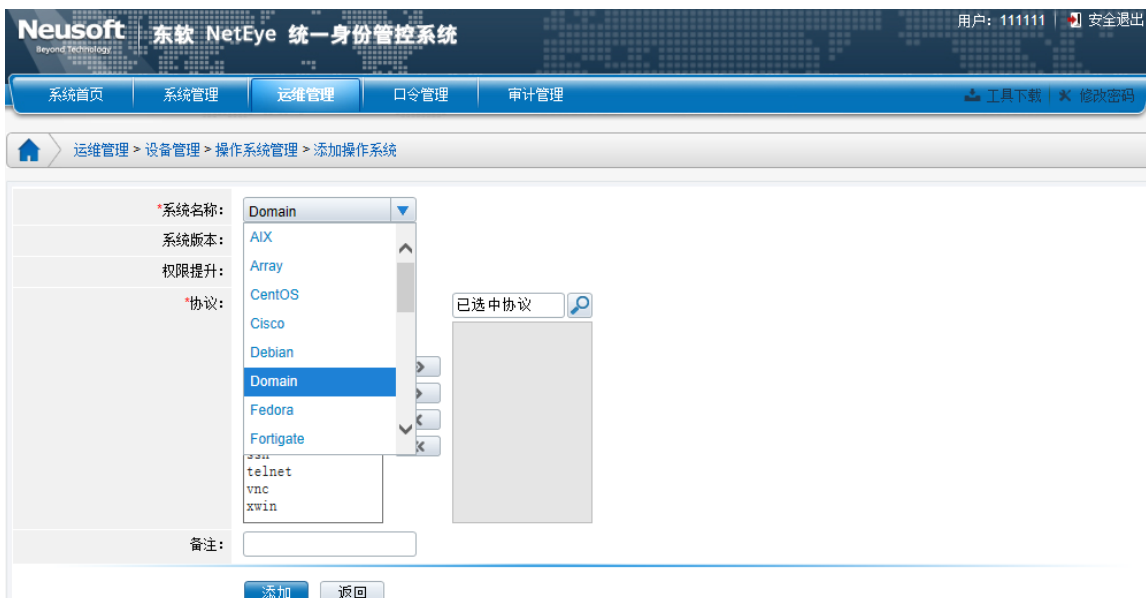 Neusoft 东软 NetEye 统一身份管控系统
Beyond Technology
用户: 111111 | 安全退出
系统首页 系统管理 运维管理 口令管理 审计管理 工具下载 | 修改密码
运维管理 > 设备管理 > 操作系统管理 > 添加操作系统
*系统名称: Domain
系统版本:
权限提升:
*协议:
AIX
Array
CentOS
Cisco
Debian
Domain
Fedora
Fortigate
已选中协议
ssh
telnet
vnc
xwin
备注:
添加 返回